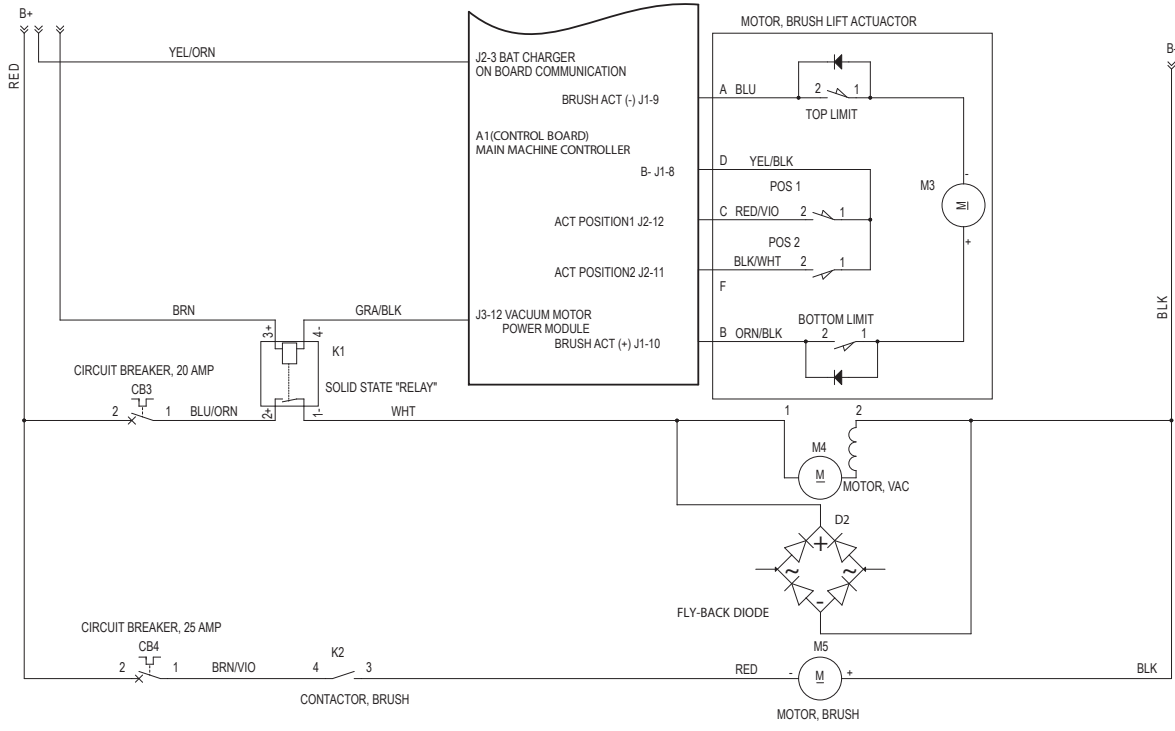 B+
MOTOR, BRUSH LIFT ACTUACTOR
B-
RED
YEL/ORN
J2-3 BAT CHARGER
ON BOARD COMMUNICATION
BRUSH ACT (-) J1-9
A BLU
2 1
TOP LIMIT
A1(CONTROL BOARD)
MAIN MACHINE CONTROLLER
B- J1-8
D YEL/BLK
POS 1
M3
-
M
+
ACT POSITION1 J2-12
C RED/VIO 2 1
POS 2
ACT POSITION2 J2-11
BLK/WHT 2 1
F
BRN
GRA/BLK
J3-12 VACUUM MOTOR
POWER MODULE
BRUSH ACT (+) J1-10
B ORN/BLK
BOTTOM LIMIT
2 1
BLK
3+
4-
K1
SOLID STATE "RELAY"
2+
1-
CIRCUIT BREAKER, 20 AMP
CB3
2 1 BLU/ORN
WHT
1 2
M4
M
MOTOR, VAC
D2
+
~ ~
-
FLY-BACK DIODE
CIRCUIT BREAKER, 25 AMP
CB4
2 1 BRN/VIO
K2
4 3
CONTACTOR, BRUSH
RED
M5
- M +
BLK
MOTOR, BRUSH